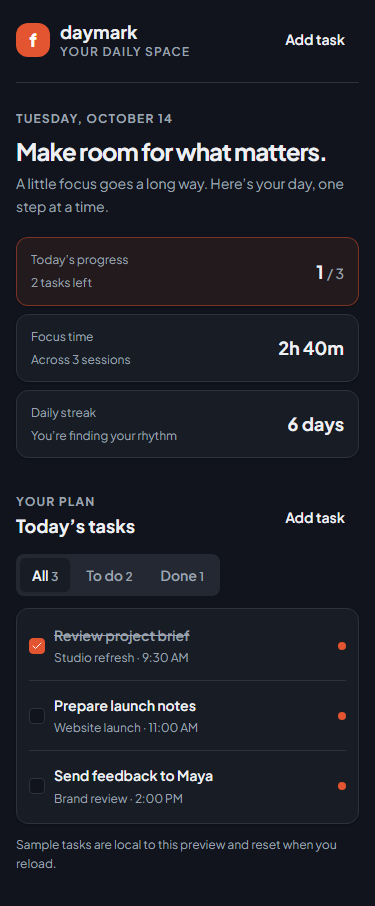 f
daymark
YOUR DAILY SPACE
Add task
TUESDAY, OCTOBER 14
Make room for what matters.
A little focus goes a long way. Here's your day, one
step at a time.
Today's progress
2 tasks left
1 / 3
Focus time
Across 3 sessions
2h 40m
Daily streak
You're finding your rhythm
6 days
YOUR PLAN
Today's tasks
Add task
All 3 To do 2 Done 1
Review project brief
Studio refresh · 9:30 AM
Prepare launch notes
Website launch · 11:00 AM
Send feedback to Maya
Brand review · 2:00 PM
Sample tasks are local to this preview and reset when you
reload.